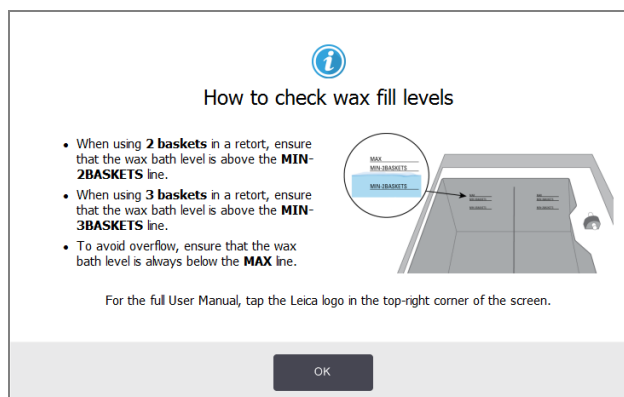 How to check wax fill levels
• When using 2 baskets in a retort, ensure
that the wax bath level is above the MIN-
2BASKETS line.
• When using 3 baskets in a retort, ensure
that the wax bath level is above the MIN-
3BASKETS line.
• To avoid overflow, ensure that the wax
bath level is always below the MAX line.
MAX
MIN-3BASKETS
MIN-2BASKETS
For the full User Manual, tap the Leica logo in the top-right corner of the screen.
OK